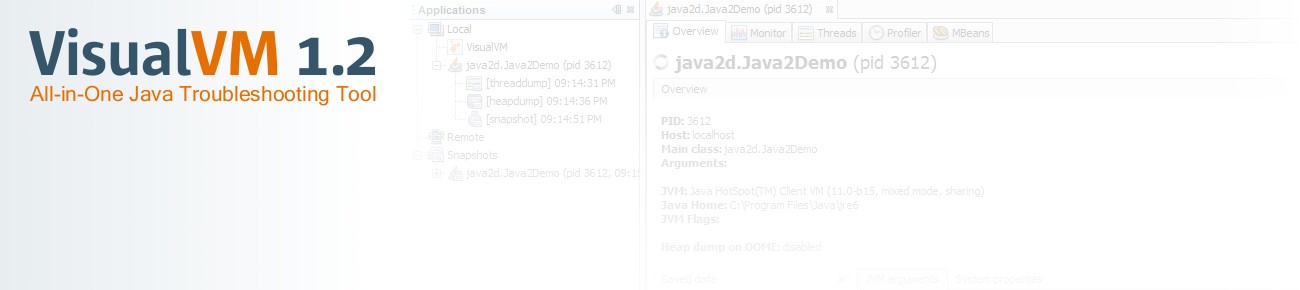 VisualVM 1.2
All-in-One Java Troubleshooting Tool
Applications
Local
VisualVM
java2d.Java2Demo (pid 3612)
[threaddump] 09:14:31 PM
[heapdump] 09:14:36 PM
[snapshot] 09:14:51 PM
Remote
Snapshots
java2d.Java2Demo (pid 3612, 09:1
java2d.Java2Demo (pid 3612)
Overview Monitor Threads Profiler MBeans
java2d.Java2Demo (pid 3612)
Overview
PID: 3612
Host: localhost
Main class: java2d.Java2Demo
Arguments:
JVM: Java HotSpot(TM) Client VM (11.0-b15, mixed mode, sharing)
Java Home: C:\Program Files\Java\jre6
JVM Flags:
Heap dump on OOME: disabled
Saved data JVM arguments System properties